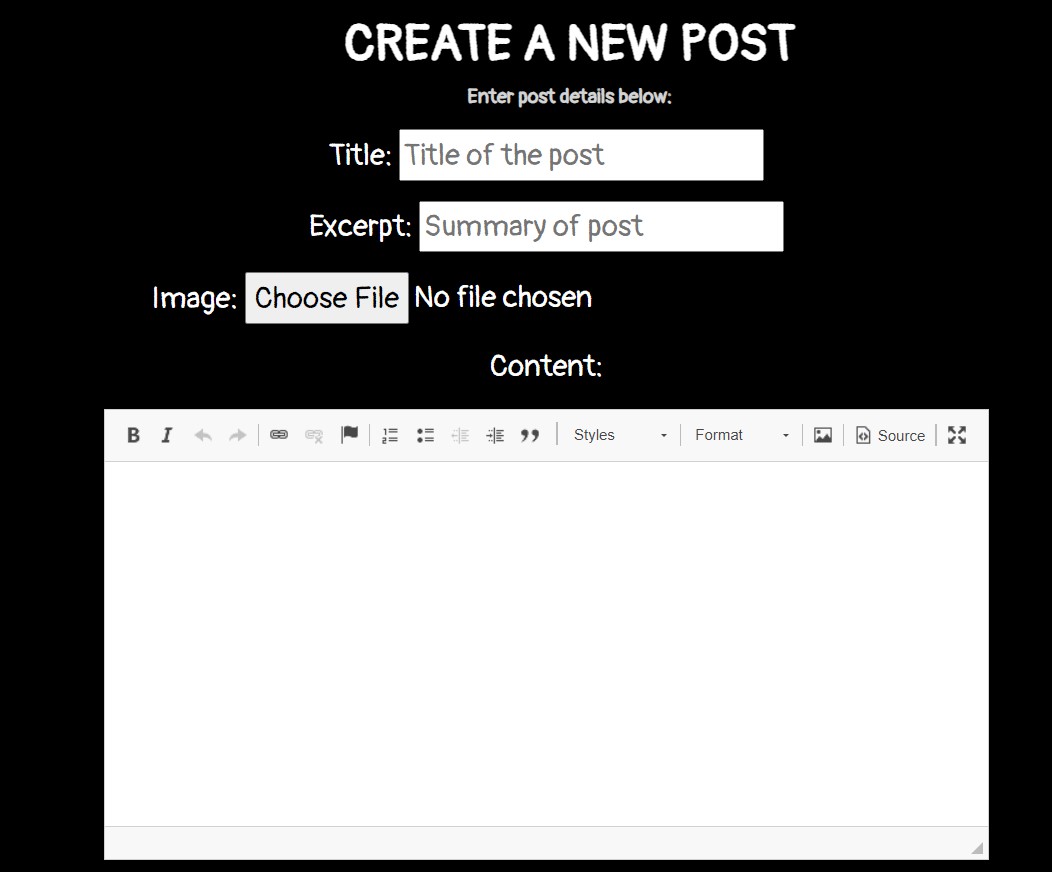 CREATE A NEW POST
Enter post details below:
Title: Title of the post
Excerpt: Summary of post
Image: Choose File No file chosen
Content:
B I Styles Format Source